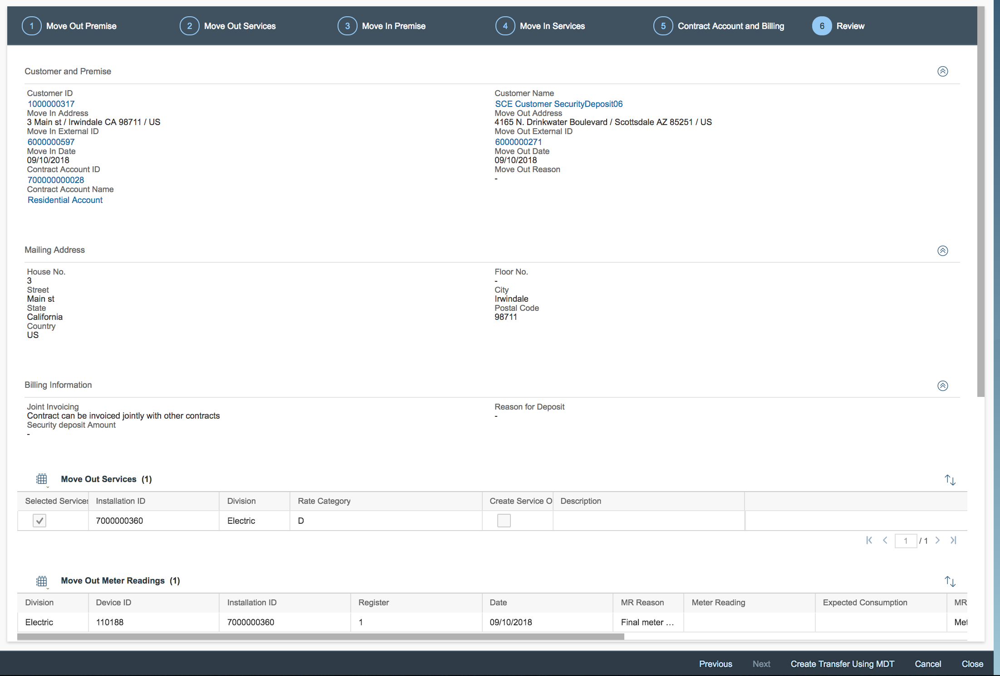 1 Move Out Premise 2 Move Out Services 3 Move In Premise 4 Move In Services 5 Contract Account and Billing 6 Review
Customer and Premise
Customer ID Customer Name
1000000317 SCE Customer SecurityDeposit06
Move In Address Move Out Address
3 Main st / Irwindale CA 98711 / US 4165 N. Drinkwater Boulevard / Scottsdale AZ 85251 / US
Move In External ID Move Out External ID
6000000597 6000000271
Move In Date Move Out Date
09/10/2018 09/10/2018
Contract Account ID Move Out Reason
700000000028 -
Contract Account Name
Residential Account
Mailing Address
House No. Floor No.
3 -
Street City
Main st Irwindale
State Postal Code
California 98711
Country
US
Billing Information
Joint Invoicing Reason for Deposit
Contract can be invoiced jointly with other contracts -
Security deposit Amount
-
Move Out Services (1)
Selected Services Installation ID Division Rate Category Create Service O Description
7000000360 Electric D
1 / 1
Move Out Meter Readings (1)
Division Device ID Installation ID Register Date MR Reason Meter Reading Expected Consumption MR
Electric 110188 7000000360 1 09/10/2018 Final meter ... Met
Previous Next Create Transfer Using MDT Cancel Close